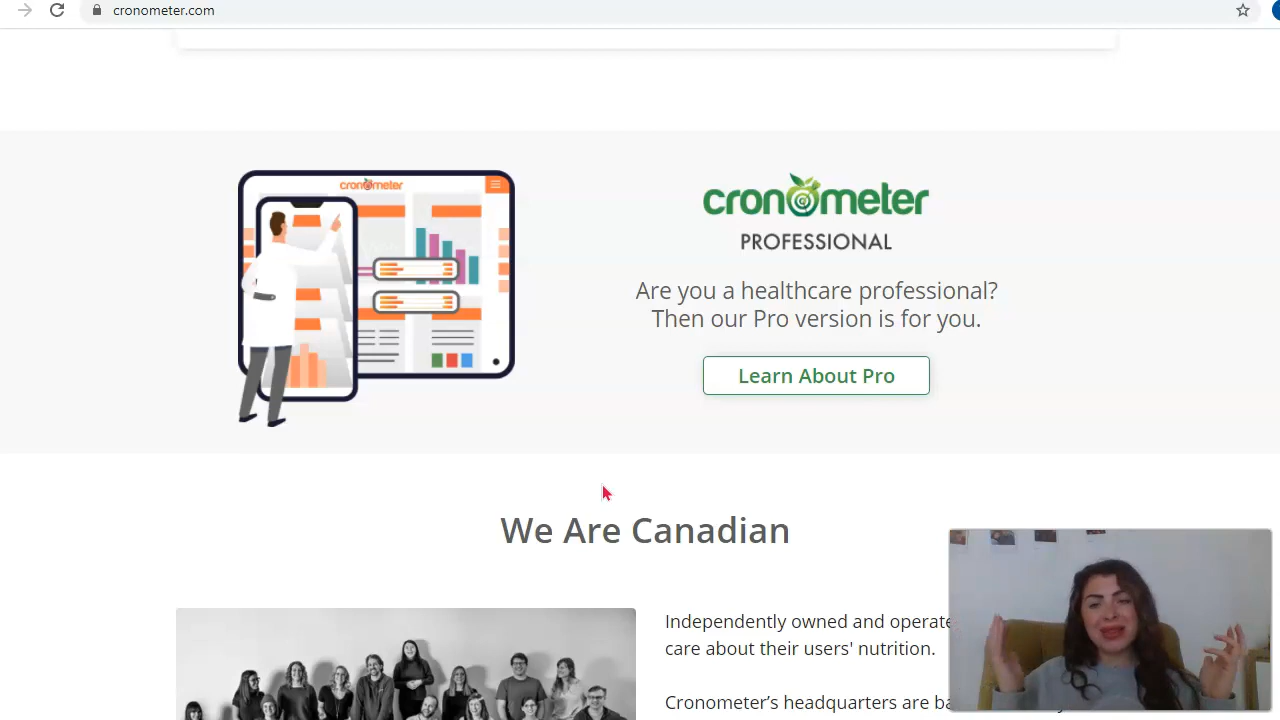 cronometer.com
cronometer
cronometer
PROFESSIONAL
Are you a healthcare professional?
Then our Pro version is for you.
Learn About Pro
We Are Canadian
Independently owned and operate
care about their users' nutrition.
Cronometer's headquarters are ba